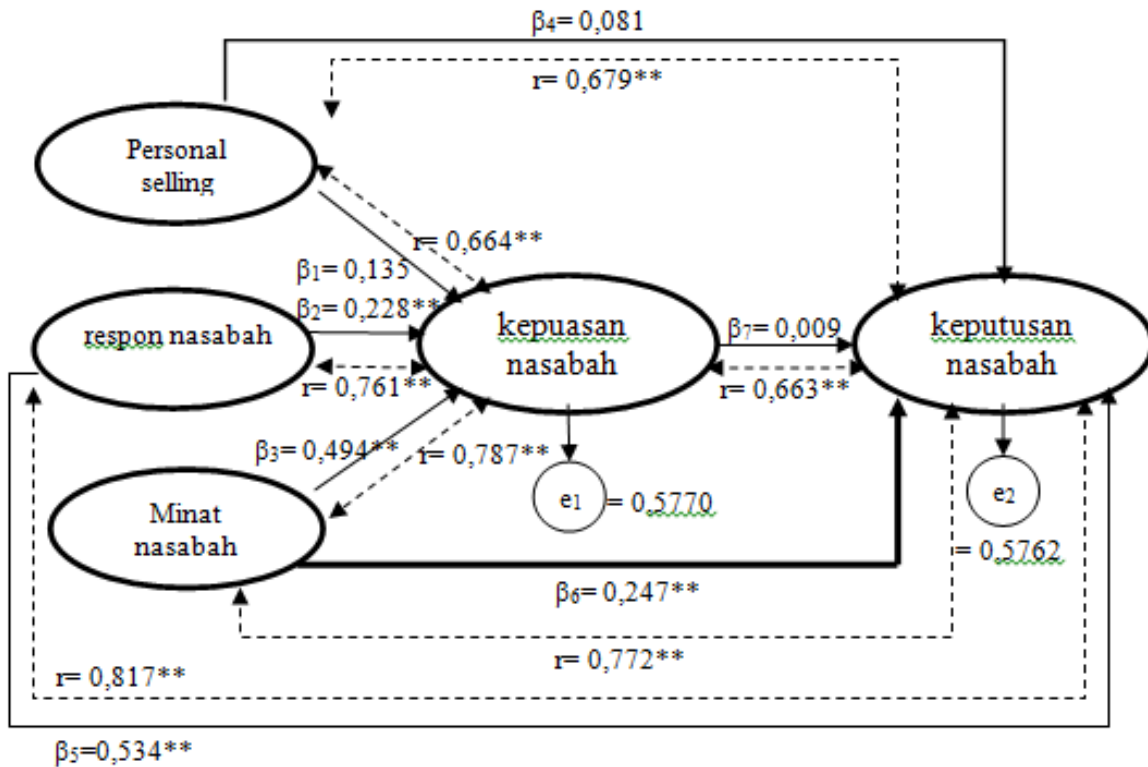 β4= 0,081
r= 0,679**
Personal
selling
r= 0,664**
β1= 0,135
β2= 0,228**
respon nasabah
kepuasan
nasabah
β7= 0,009
keputusan
nasabah
r= 0,761**
r= 0,663**
β3= 0,494**
r= 0,787**
Minat
nasabah
e1
= 0.5770
e2
= 0.5762
β6= 0,247**
r= 0,772**
r= 0,817**
β5=0,534**